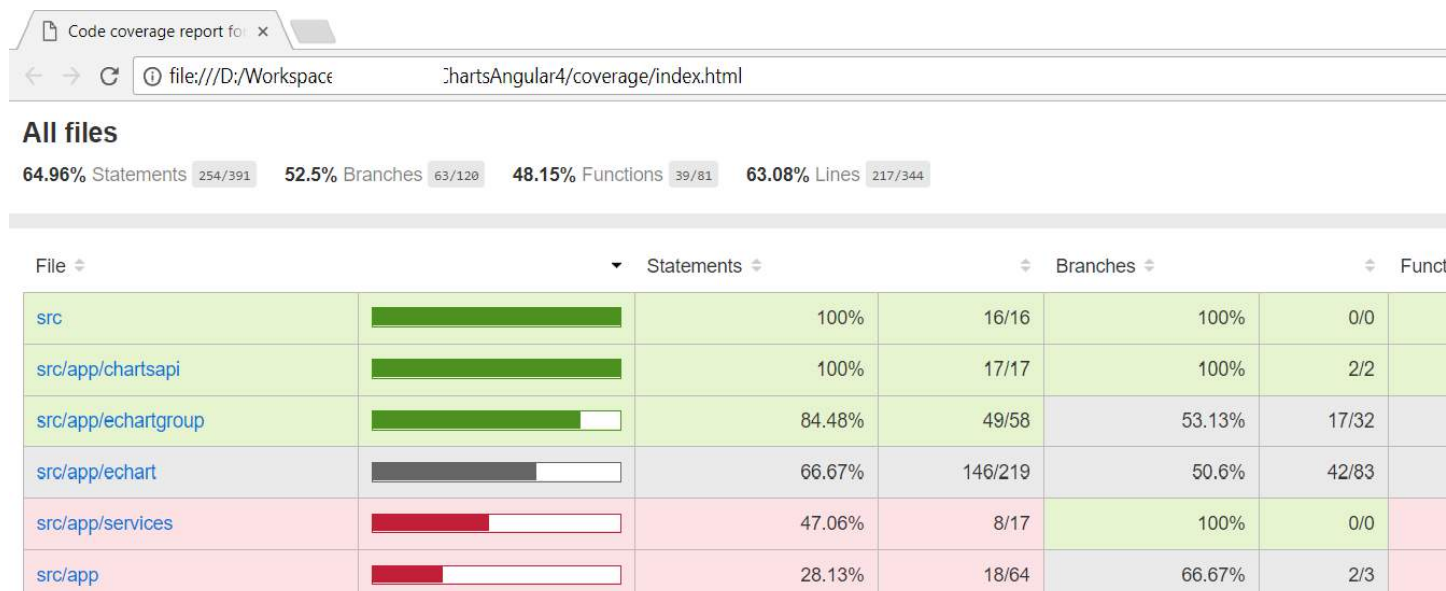 Code coverage report for
file:///D:/Workspace hartsAngular4/coverage/index.html
All files
64.96% Statements 254/391 52.5% Branches 63/120 48.15% Functions 39/81 63.08% Lines 217/344
File Statements Branches Funct
src 100% 16/16 100% 0/0
src/app/chartsapi 100% 17/17 100% 2/2
src/app/echartgroup 84.48% 49/58 53.13% 17/32
src/app/echart 66.67% 146/219 50.6% 42/83
src/app/services 47.06% 8/17 100% 0/0
src/app 28.13% 18/64 66.67% 2/3